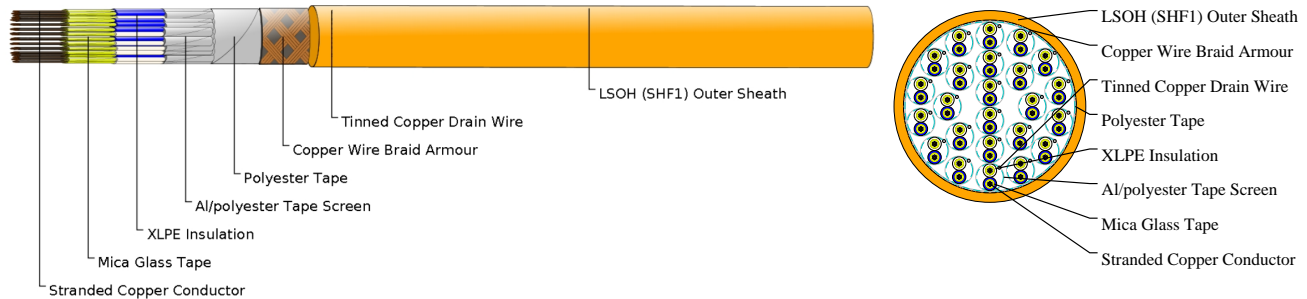 LSOH (SHF1) Outer Sheath
Tinned Copper Drain Wire
Copper Wire Braid Armour
Polyester Tape
Al/polyester Tape Screen
XLPE Insulation
Mica Glass Tape
Stranded Copper Conductor
LSOH (SHF1) Outer Sheath
Copper Wire Braid Armour
Tinned Copper Drain Wire
Polyester Tape
XLPE Insulation
Al/polyester Tape Screen
Mica Glass Tape
Stranded Copper Conductor